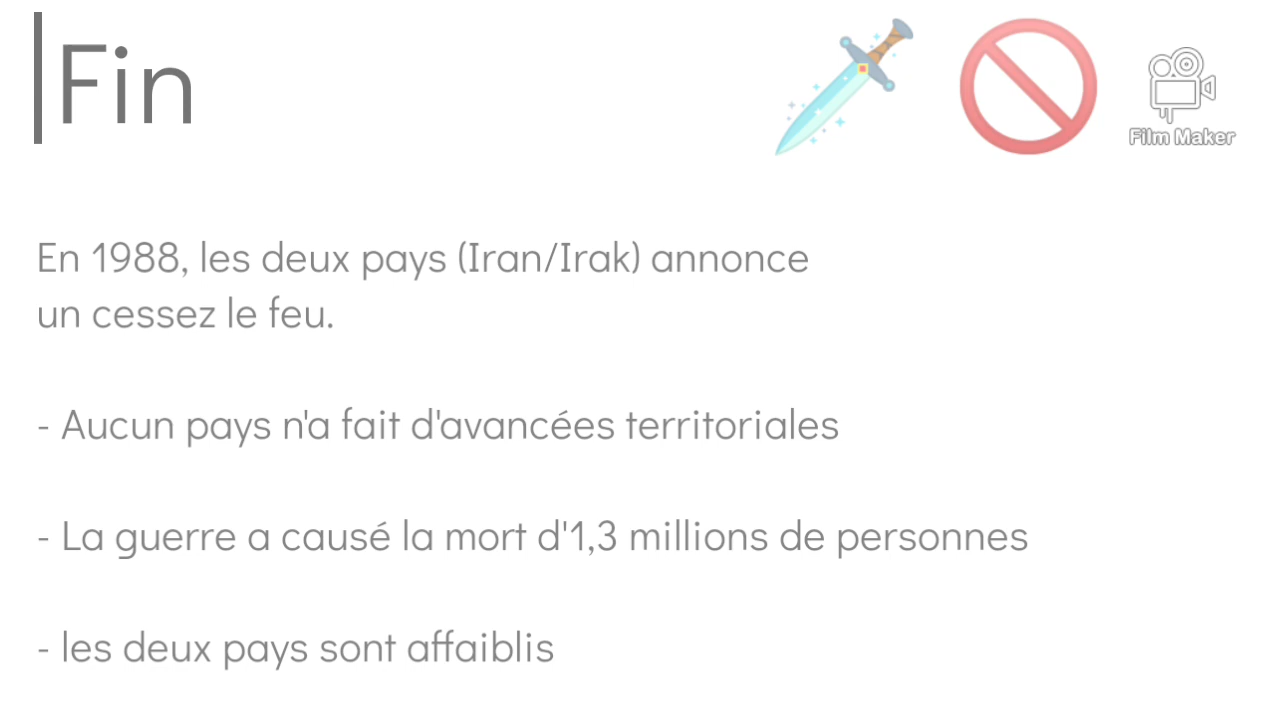 Fin
Film Maker
En 1988, les deux pays (Iran/Irak) annonce
un cessez le feu.
- Aucun pays n'a fait d'avancées territoriales
- La guerre a causé la mort d'1,3 millions de personnes
- les deux pays sont affaiblis